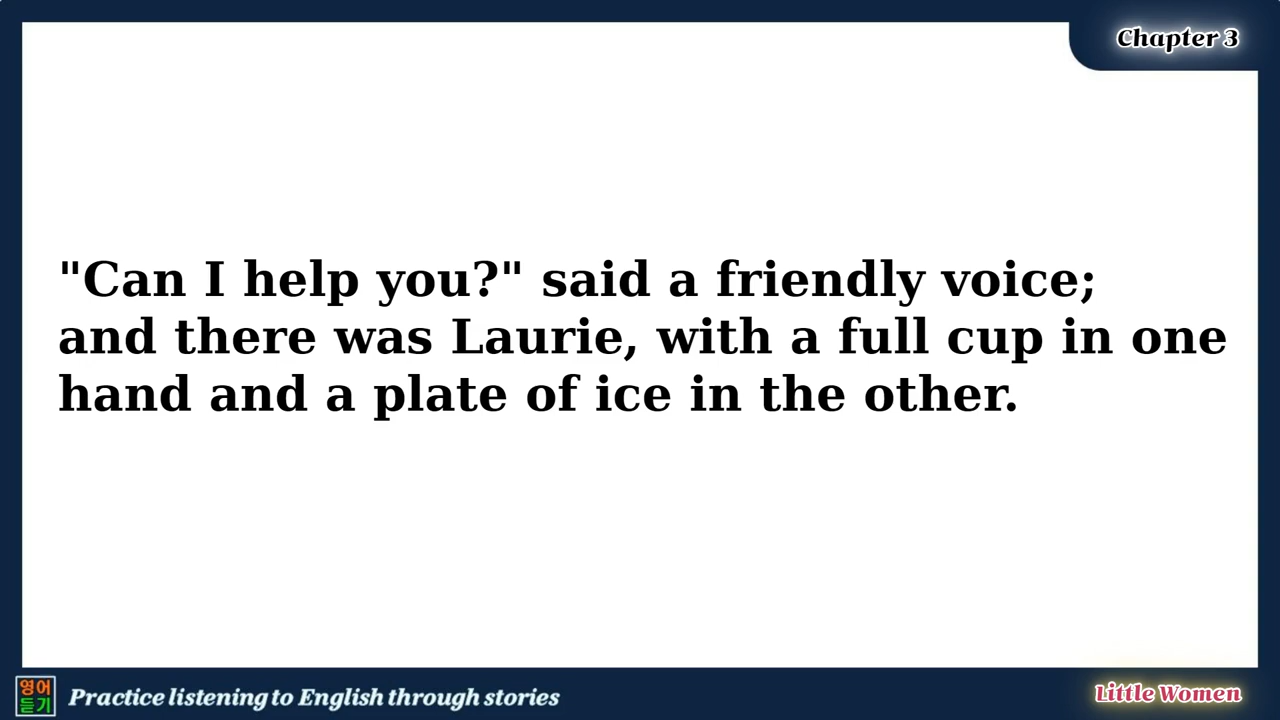 Chapter 3
"Can I help you?" said a friendly voice;
and there was Laurie, with a full cup in one
hand and a plate of ice in the other.
영어
듣기
Practice listening to English through stories
Little Women